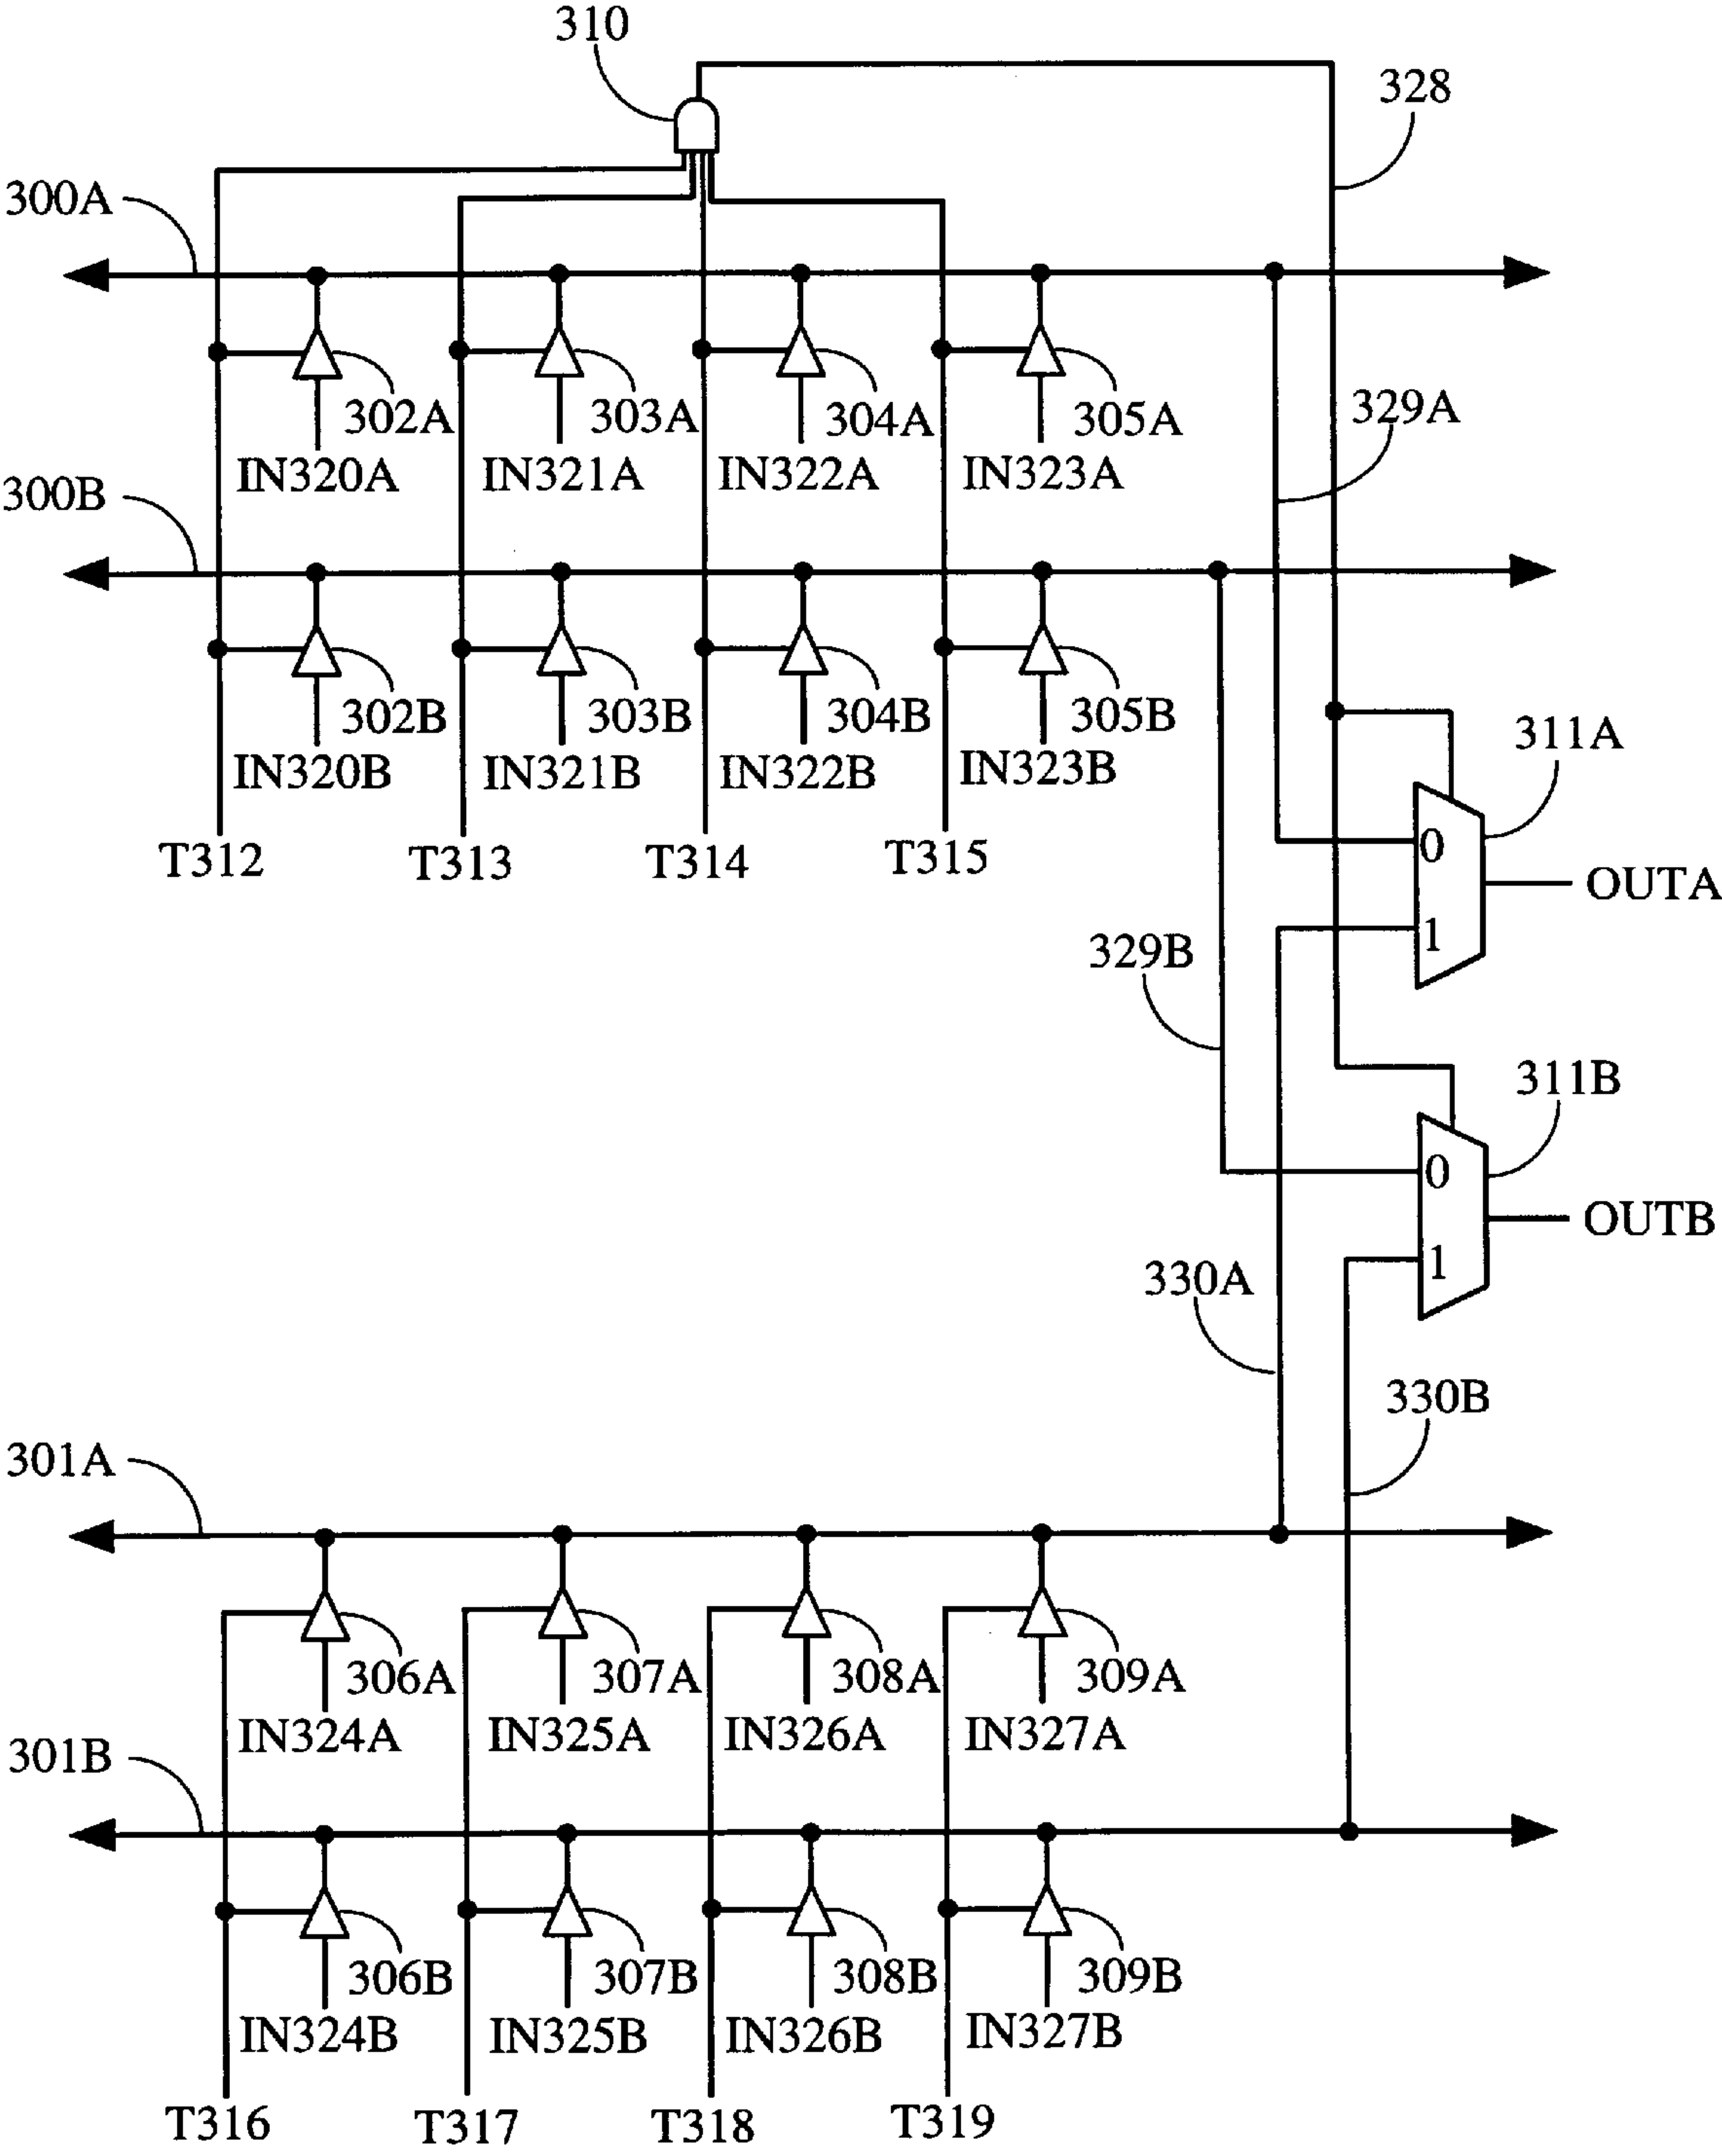 310
328
300A
329A
302A
303A
304A
305A
IN320A
IN321A
IN322A
IN323A
300B
302B
303B
304B
305B
311A
IN320B
IN321B
IN322B
IN323B
T312
T313
T314
T315
0
OUTA
1
329B
311B
0
OUTB
1
330A
330B
301A
306A
307A
308A
309A
IN324A
IN325A
IN326A
IN327A
301B
306B
307B
308B
309B
IN324B
IN325B
IN326B
IN327B
T316
T317
T318
T319